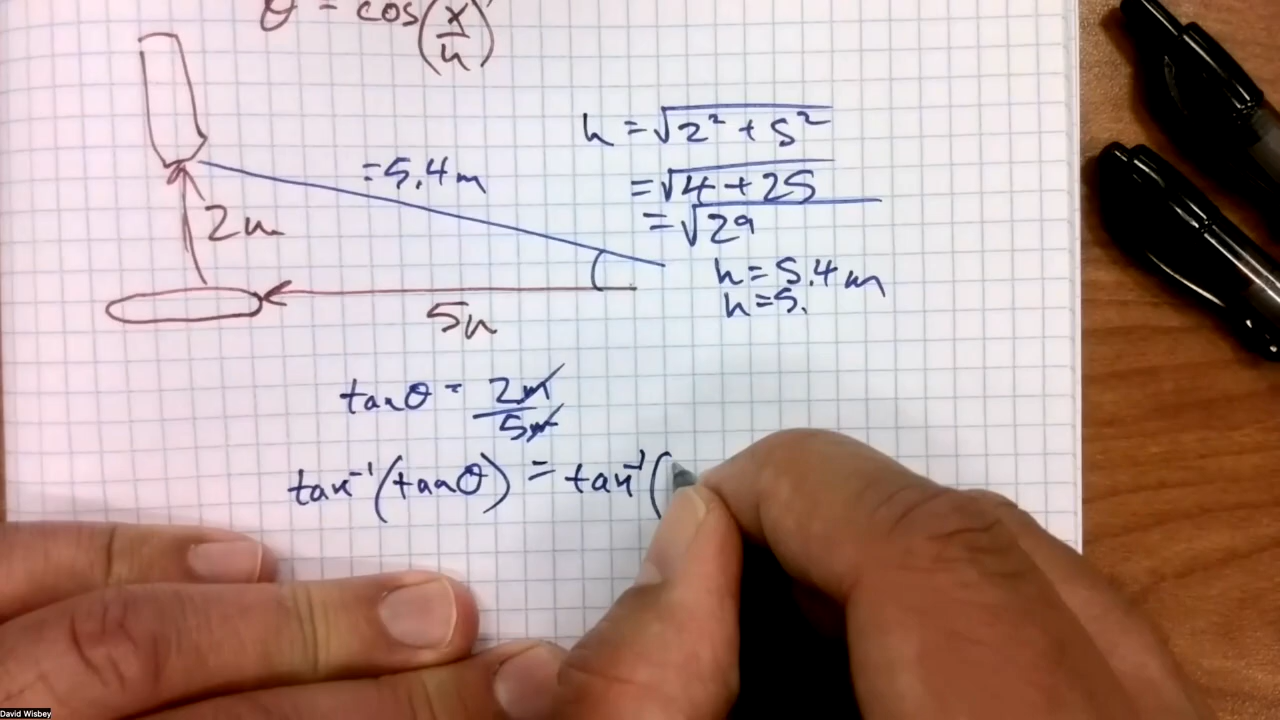 θ = cos(x/h)
h = √2² + 5²
= 5.4m
= √4 + 25
2m
= √29
h = 5.4m
h = 5.
5m
tanθ = 2m/5m
tan⁻¹(tanθ) = tan⁻¹(
David Wisbey